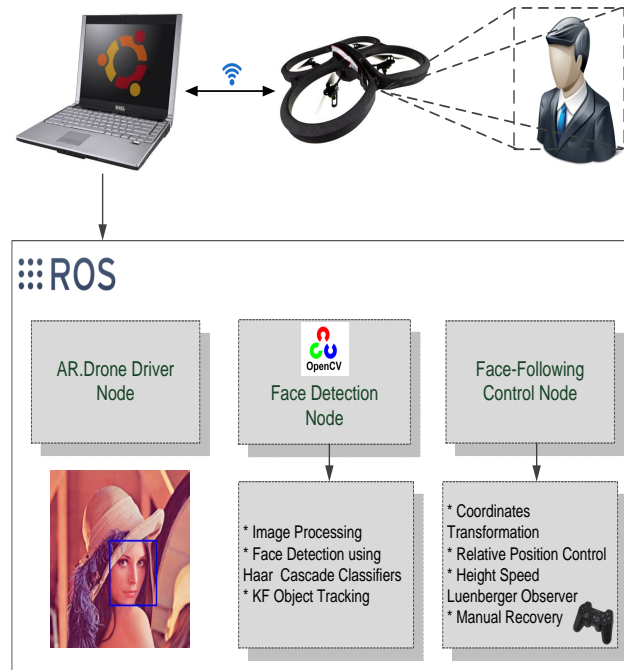 ROS
AR.Drone Driver
Node
OpenCV
Face Detection
Node
Face-Following
Control Node
* Image Processing
* Face Detection using
Haar Cascade Classifiers
* KF Object Tracking
* Coordinates
Transformation
* Relative Position Control
* Height Speed
Luenberger Observer
* Manual Recovery